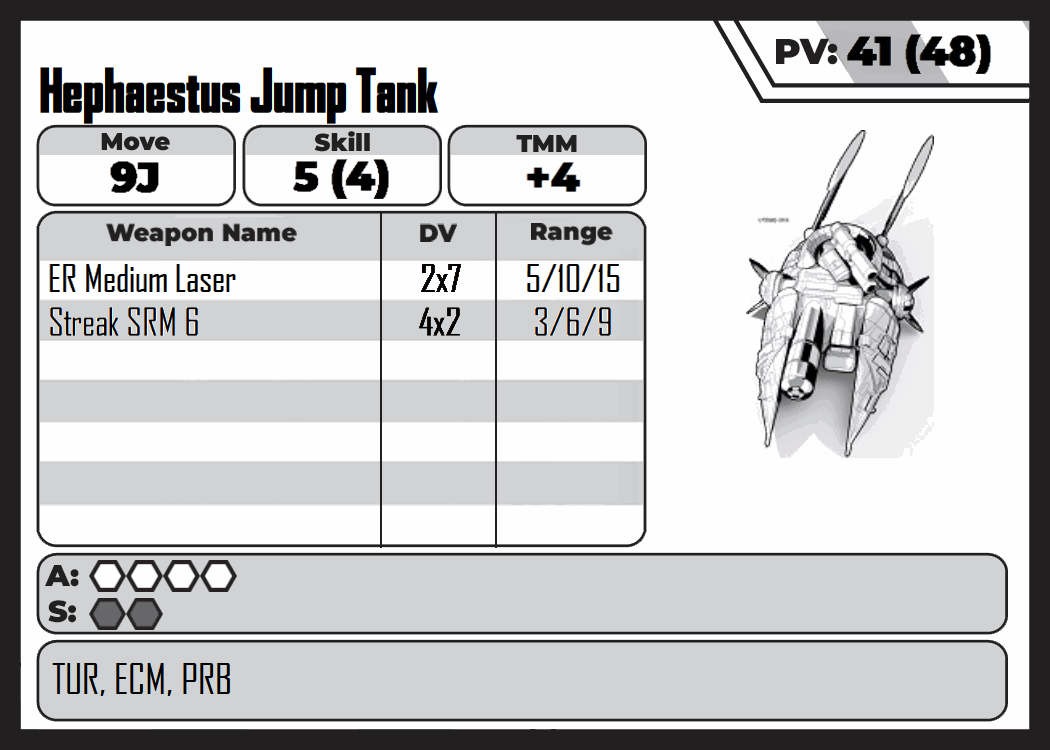 PV: 41 (48)
Hephaestus Jump Tank
Move Skill TMM
9J 5 (4) +4
Weapon Name DV Range
ER Medium Laser 2x7 5/10/15
Streak SRM 6 4x2 3/6/9
A:
S:
TUR, ECM, PRB